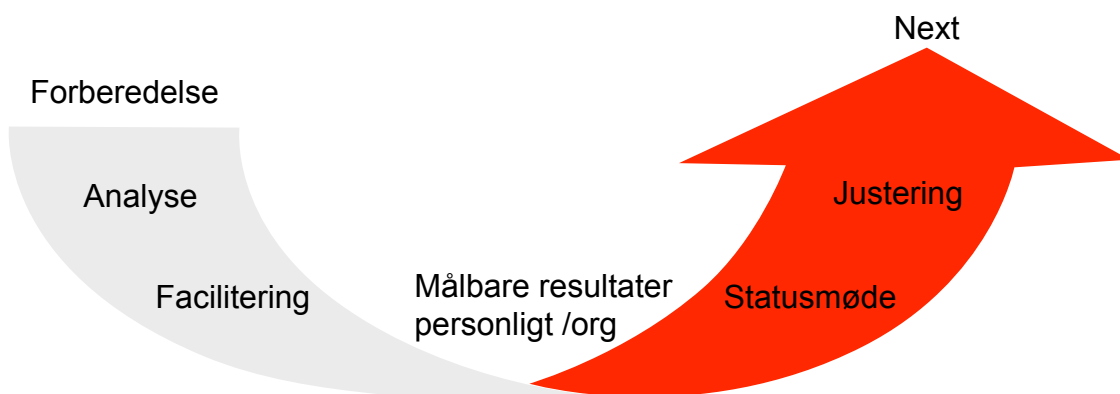 Forberedelse
Analyse
Facilitering
Målbare resultater
personligt /org
Statusmøde
Justering
Next